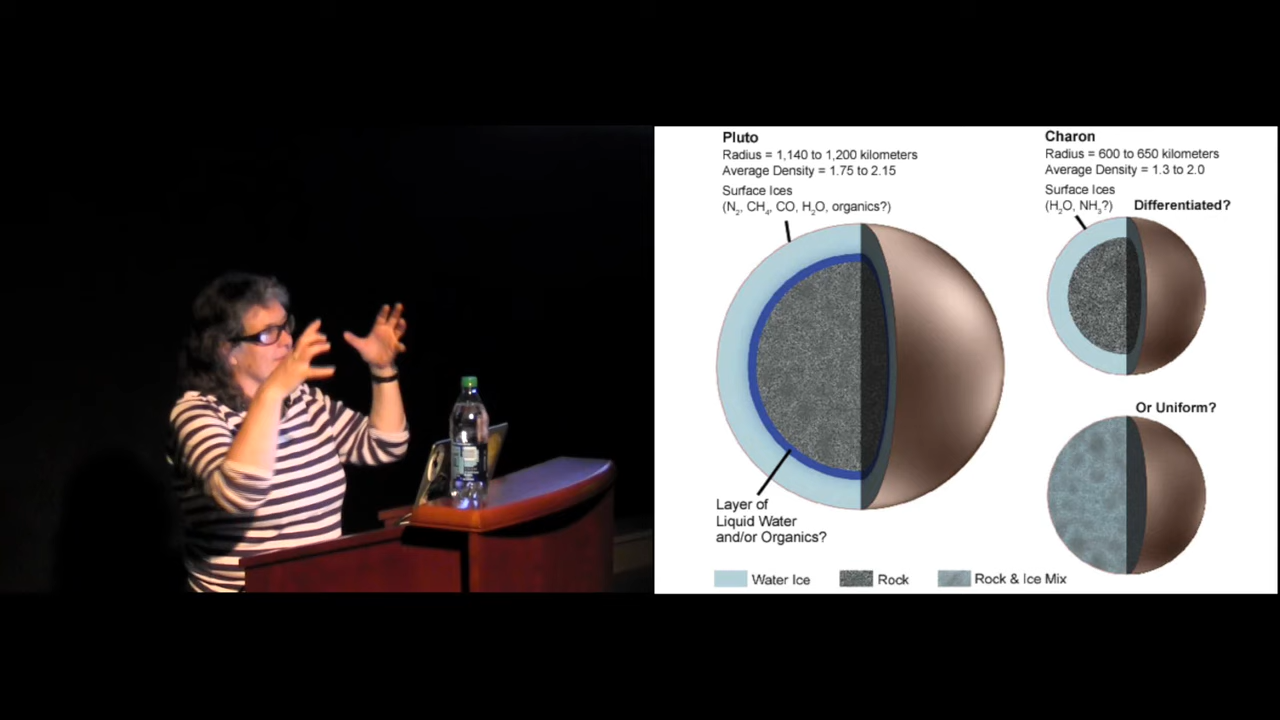 Pluto
Radius = 1,140 to 1,200 kilometers
Average Density = 1.75 to 2.15
Surface Ices
(N₂, CH₄, CO, H₂O, organics?)
Layer of
Liquid Water
and/or Organics?
Charon
Radius = 600 to 650 kilometers
Average Density = 1.3 to 2.0
Surface Ices
(H₂O, NH₃?)
Differentiated?
Or Uniform?
Water Ice
Rock
Rock & Ice Mix